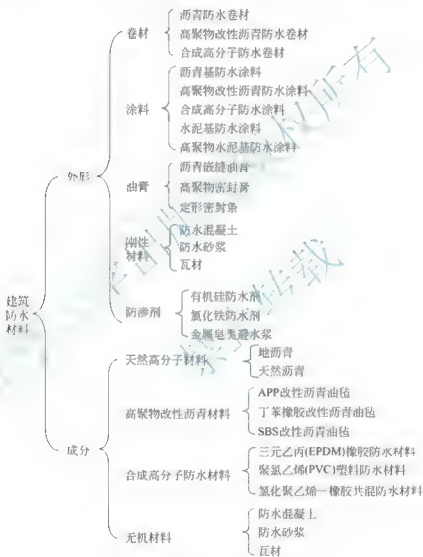 沥青防水卷材
卷材
高聚物改性沥青防水卷材
合成高分子防水卷材
沥青基防水涂料
高聚物改性沥青防水涂料
涂料
合成高分子防水涂料
水泥基防水涂料
高聚物水泥基防水涂料
外形
沥青嵌缝油膏
油膏
高聚物密封膏
定形密封条
刚性
材料
防水混凝土
防水砂浆
瓦材
建筑
防水
材料
有机硅防水剂
防渗剂
氯化铁防水剂
金属皂类避水浆
天然高分子材料
地沥青
天然沥青
APP改性沥青油毡
高聚物改性沥青材料
丁苯橡胶改性沥青油毡
SBS改性沥青油毡
成分
三元乙丙(EPDM)橡胶防水材料
合成高分子防水材料
聚氯乙烯(PVC)塑料防水材料
氯化聚乙烯—橡胶共混防水材料
防水混凝土
无机材料
防水砂浆
瓦材
权所有
禁止转载